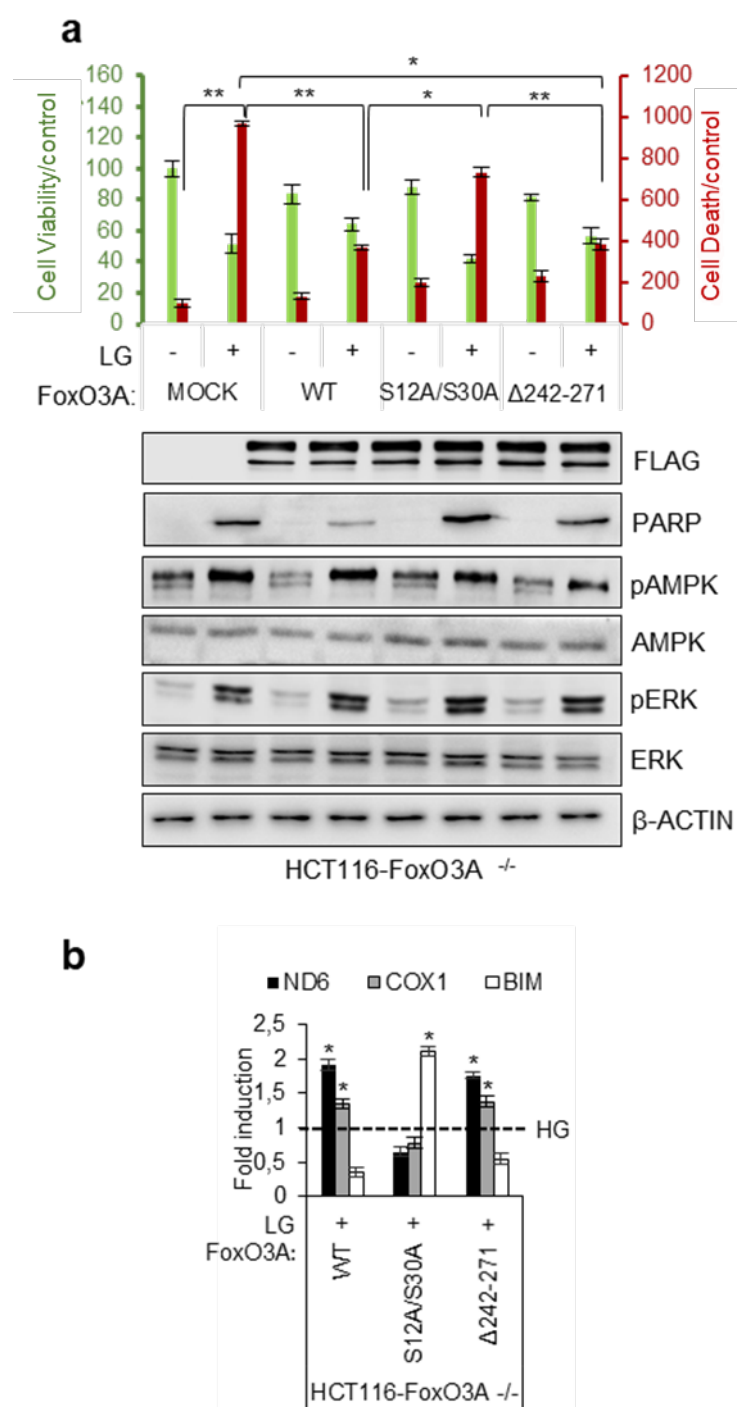 a
Cell Viability/control
160
140
120
100
80
60
40
20
0
** ** * * **
1200
1000
800
600
400
200
0
Cell Death/control
LG - + - + - + - +
FoxO3A: MOCK WT S12A/S30A Δ242-271
FLAG
PARP
pAMPK
AMPK
pERK
ERK
β-ACTIN
HCT116-FoxO3A -/-
b
ND6 COX1 BIM
Fold induction
2,5
2
1,5
1
0,5
0
* * * * *
HG
LG + + +
FoxO3A: WT S12A/S30A Δ242-271
HCT116-FoxO3A -/-